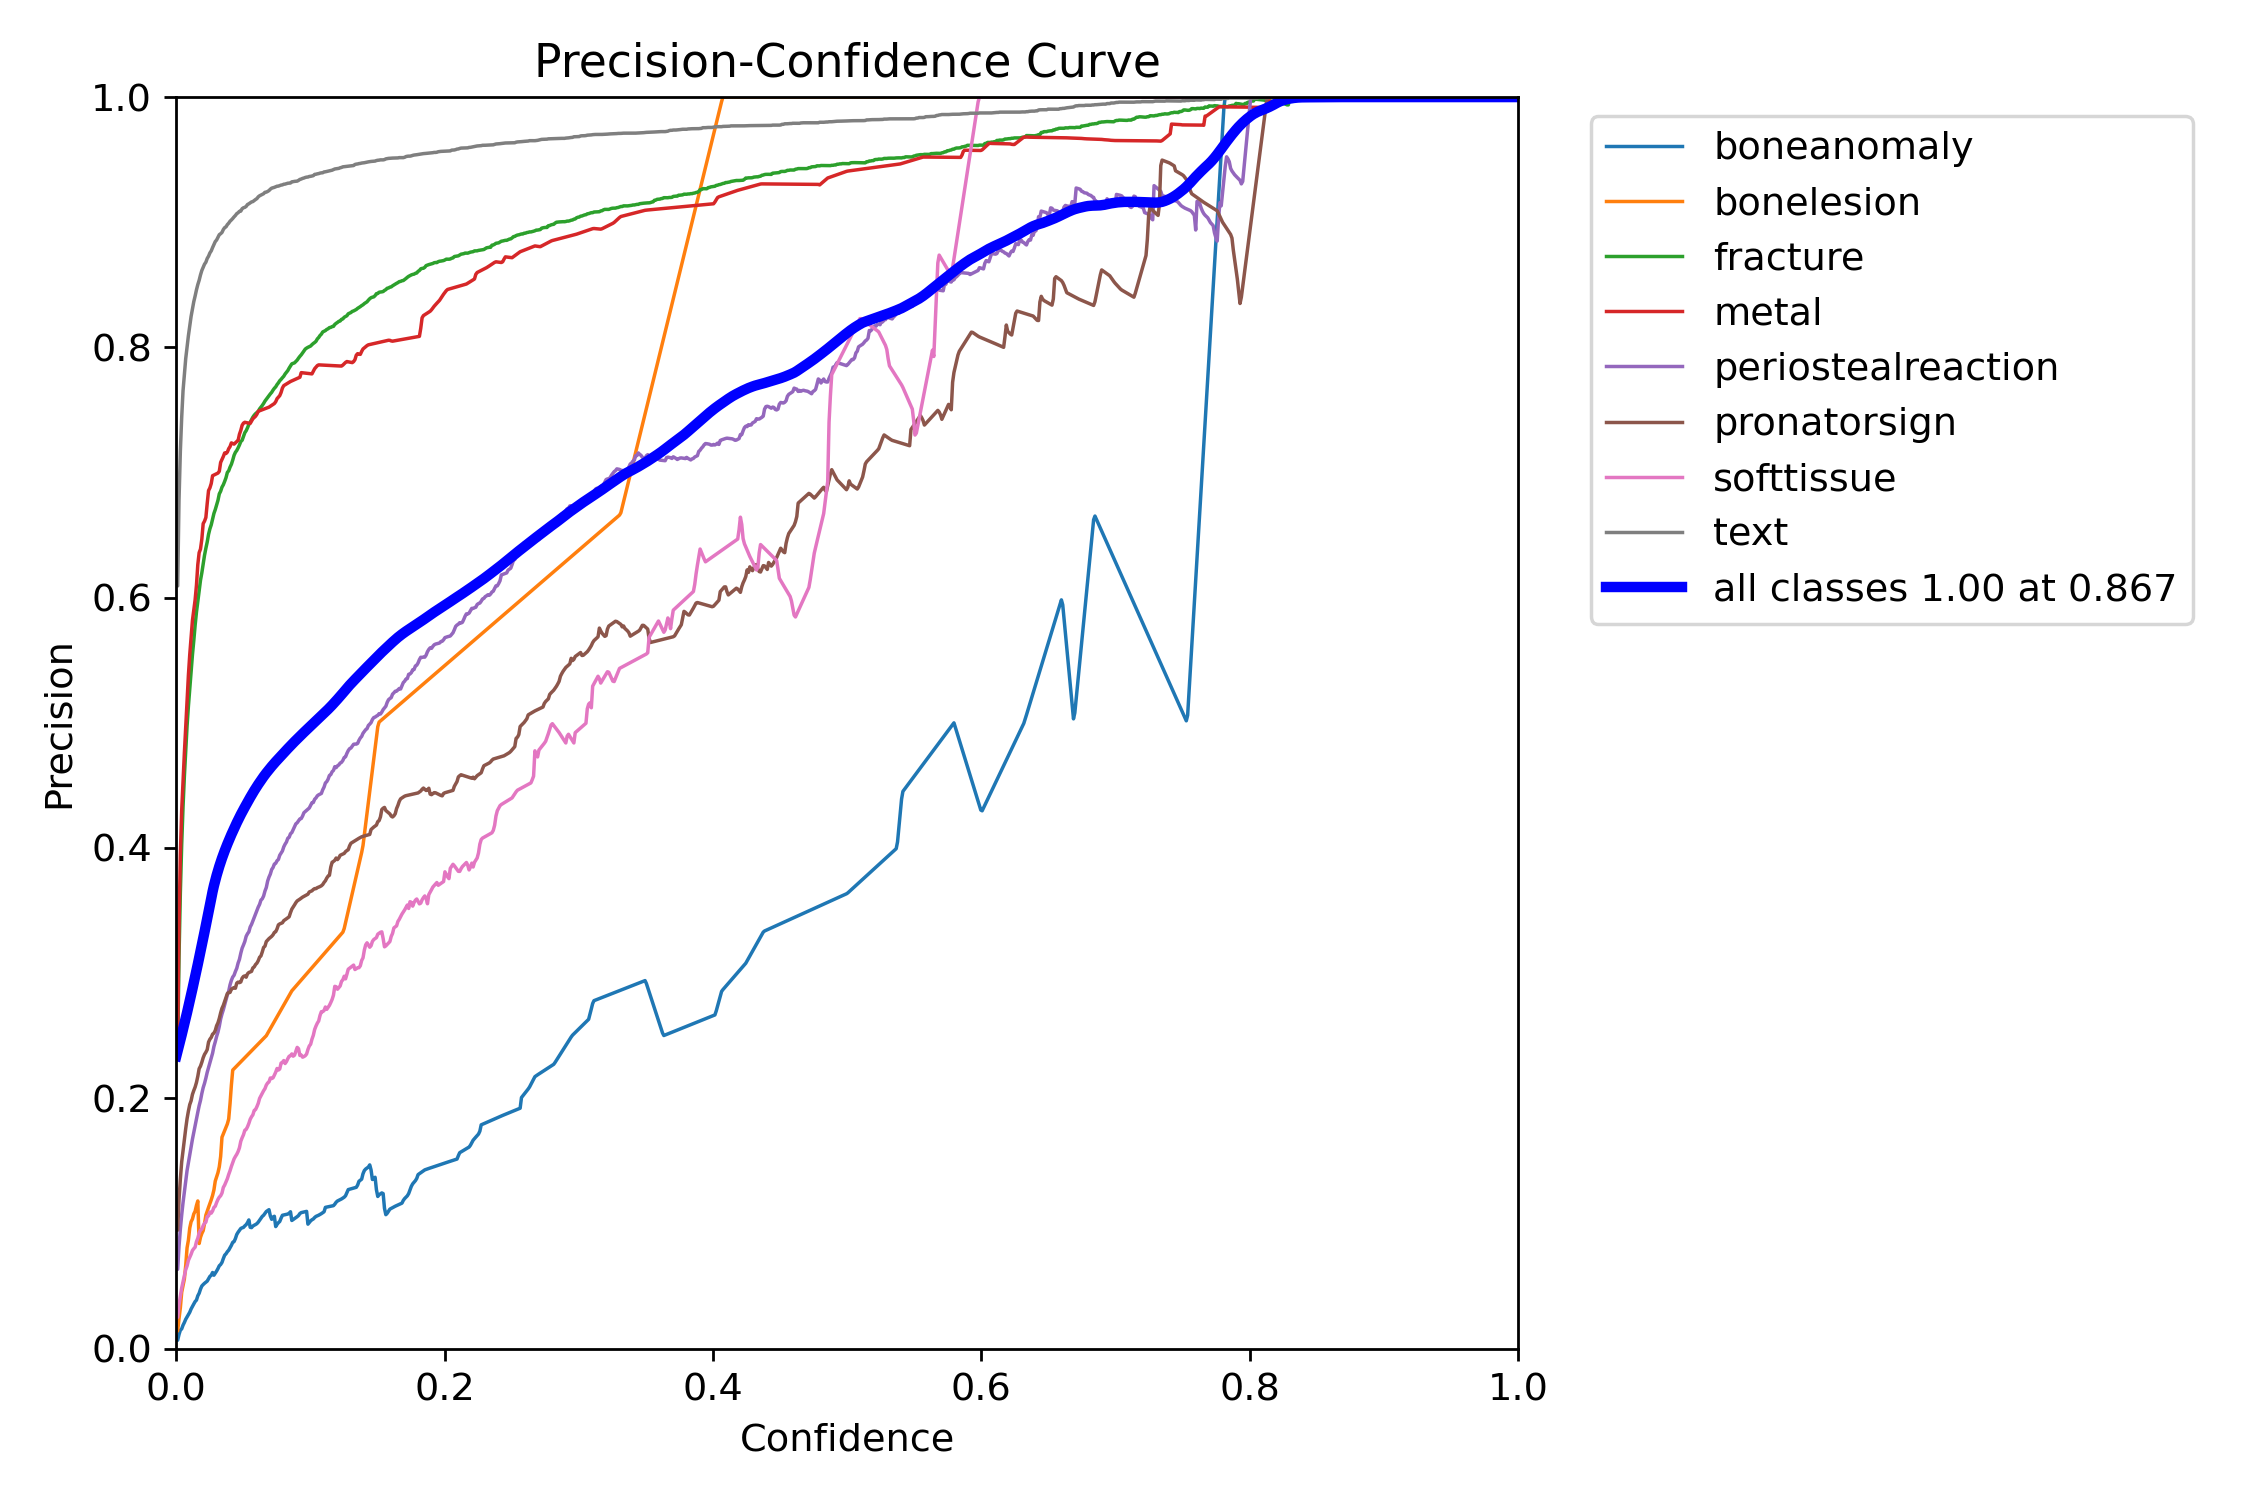 Precision-Confidence Curve
1.0
0.8
0.6
0.4
0.2
0.0
Precision
0.0 0.2 0.4 0.6 0.8 1.0
Confidence
boneanomaly
bonelesion
fracture
metal
periostealreaction
pronatorsign
softtissue
text
all classes 1.00 at 0.867